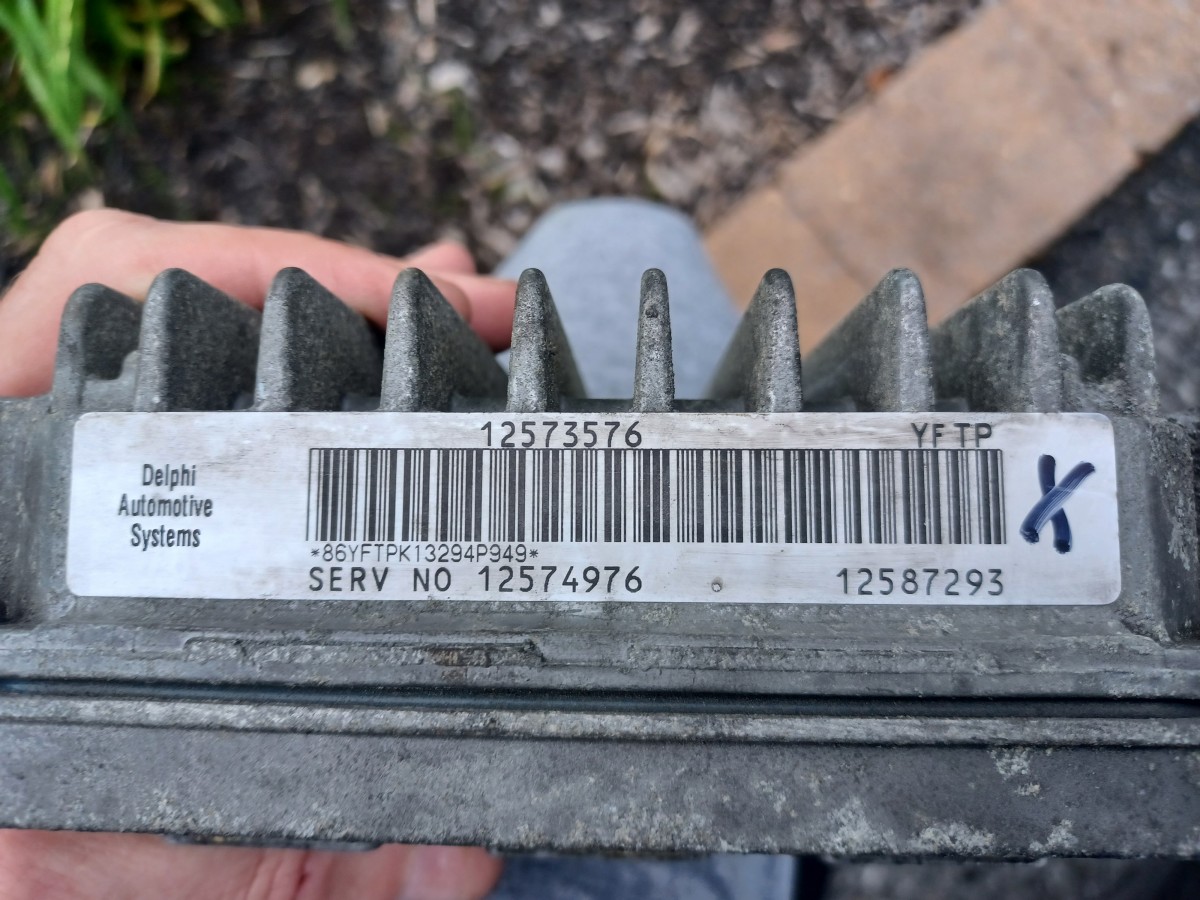 12573576 YFTP
Delphi
Automotive
Systems
*86YFTPK13294P949*
SERV NO 12574976 12587293
X